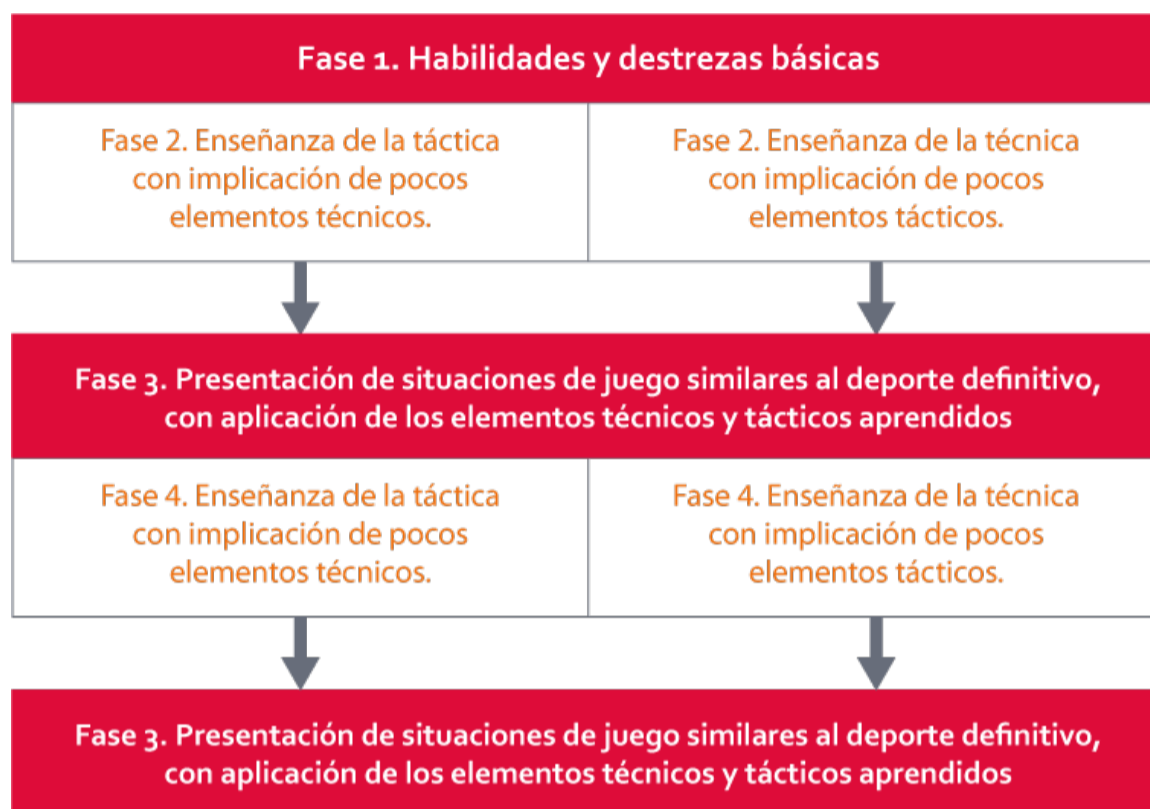 Fase 1. Habilidades y destrezas básicas
Fase 2. Enseñanza de la táctica
con implicación de pocos
elementos técnicos.
Fase 2. Enseñanza de la técnica
con implicación de pocos
elementos tácticos.
Fase 3. Presentación de situaciones de juego similares al deporte definitivo,
con aplicación de los elementos técnicos y tácticos aprendidos
Fase 4. Enseñanza de la táctica
con implicación de pocos
elementos técnicos.
Fase 4. Enseñanza de la técnica
con implicación de pocos
elementos tácticos.
Fase 3. Presentación de situaciones de juego similares al deporte definitivo,
con aplicación de los elementos técnicos y tácticos aprendidos